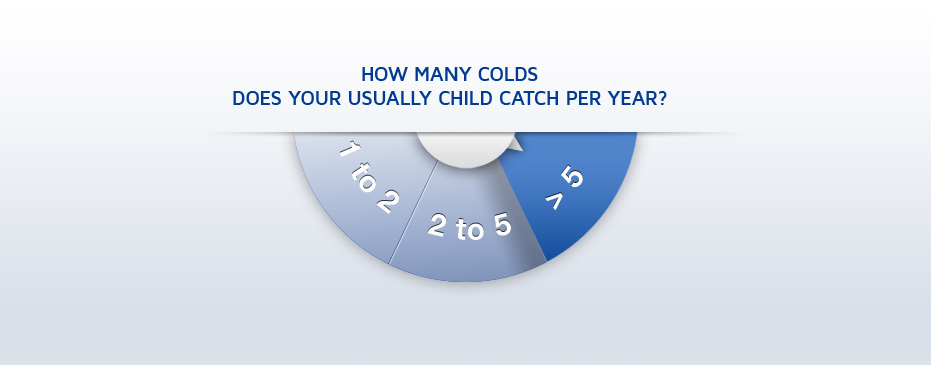 HOW MANY COLDS
DOES YOUR USUALLY CHILD CATCH PER YEAR?
1 to 2
2 to 5
> 5